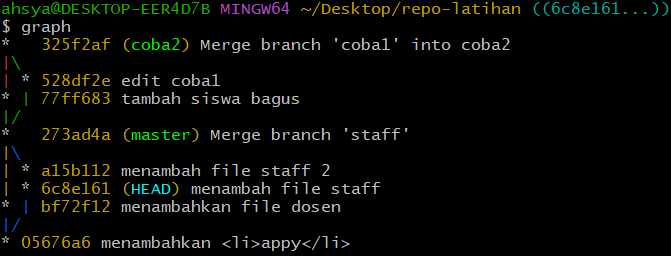 ahsya@DESKTOP-EER4D7B MINGW64 ~/Desktop/repo-latihan ((6c8e161...))
$ graph
*   325f2af (coba2) Merge branch 'coba1' into coba2
|\
| * 528df2e edit coba1
* | 77ff683 tambah siswa bagus
|/
*   273ad4a (master) Merge branch 'staff'
|\
| * a15b112 menambah file staff 2
| * 6c8e161 (HEAD) menambah file staff
* | bf72f12 menambahkan file dosen
|/
* 05676a6 menambahkan <li>appy</li>